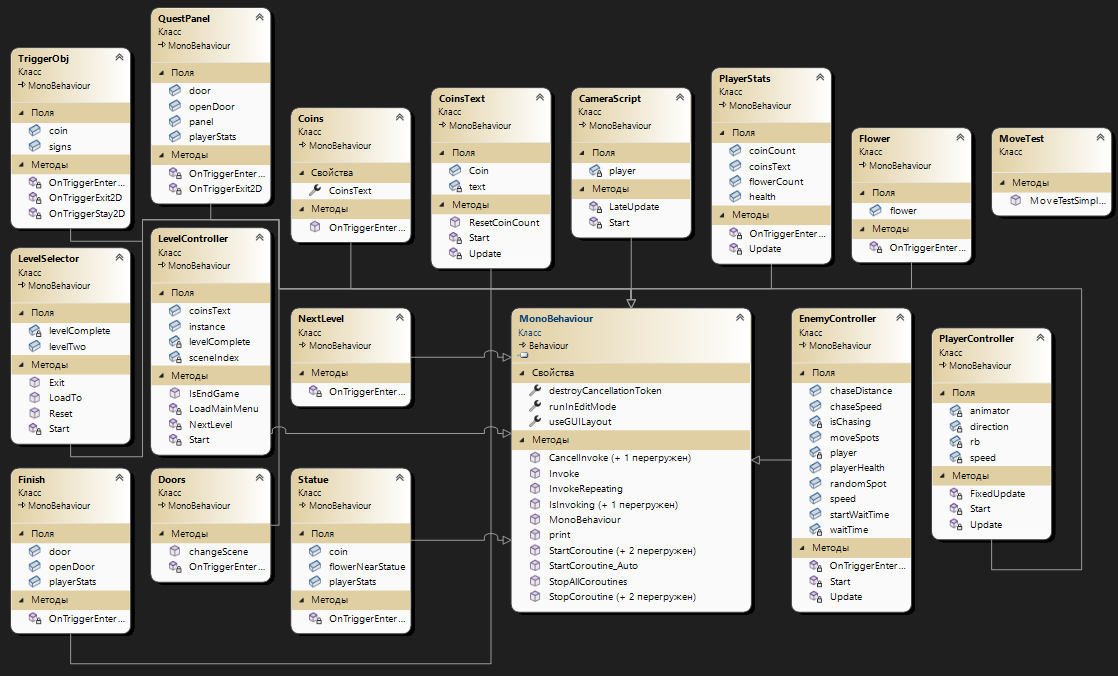 TriggerObj
Класс
MonoBehaviour
Поля
coin
signs
Методы
OnTriggerEnter...
OnTriggerExit2D
OnTriggerStay2D
QuestPanel
Класс
MonoBehaviour
Поля
door
openDoor
panel
playerStats
Методы
OnTriggerEnter...
OnTriggerExit2D
Coins
Класс
MonoBehaviour
Свойства
CoinsText
Методы
OnTriggerEnter...
CoinsText
Класс
MonoBehaviour
Поля
Coin
text
Методы
ResetCoinCount
Start
Update
CameraScript
Класс
MonoBehaviour
Поля
player
Методы
LateUpdate
Start
PlayerStats
Класс
MonoBehaviour
Поля
coinCount
coinsText
flowerCount
health
Методы
OnTriggerEnter...
Update
Flower
Класс
MonoBehaviour
Поля
flower
Методы
OnTriggerEnter...
MoveTest
Класс
Методы
MoveTestSimpl...
LevelSelector
Класс
MonoBehaviour
Поля
levelComplete
levelTwo
Методы
Exit
LoadTo
Reset
Start
LevelController
Класс
MonoBehaviour
Поля
coinsText
instance
levelComplete
sceneIndex
Методы
IsEndGame
LoadMainMenu
NextLevel
Start
NextLevel
Класс
MonoBehaviour
Методы
OnTriggerEnter...
MonoBehaviour
Класс
Behaviour
Свойства
destroyCancellationToken
runInEditMode
useGUILayout
Методы
CancelInvoke (+ 1 перегружен)
Invoke
InvokeRepeating
IsInvoking (+ 1 перегружен)
MonoBehaviour
print
StartCoroutine (+ 2 перегружен)
StartCoroutine_Auto
StopAllCoroutines
StopCoroutine (+ 2 перегружен)
EnemyController
Класс
MonoBehaviour
Поля
chaseDistance
chaseSpeed
isChasing
moveSpots
player
playerHealth
randomSpot
speed
startWaitTime
waitTime
Методы
OnTriggerEnter...
Start
Update
PlayerController
Класс
MonoBehaviour
Поля
animator
direction
rb
speed
Методы
FixedUpdate
Start
Update
Finish
Класс
MonoBehaviour
Поля
door
openDoor
playerStats
Методы
OnTriggerEnter...
Doors
Класс
MonoBehaviour
Методы
changeScene
OnTriggerEnter...
Statue
Класс
MonoBehaviour
Поля
coin
flowerNearStatue
playerStats
Методы
OnTriggerEnter...